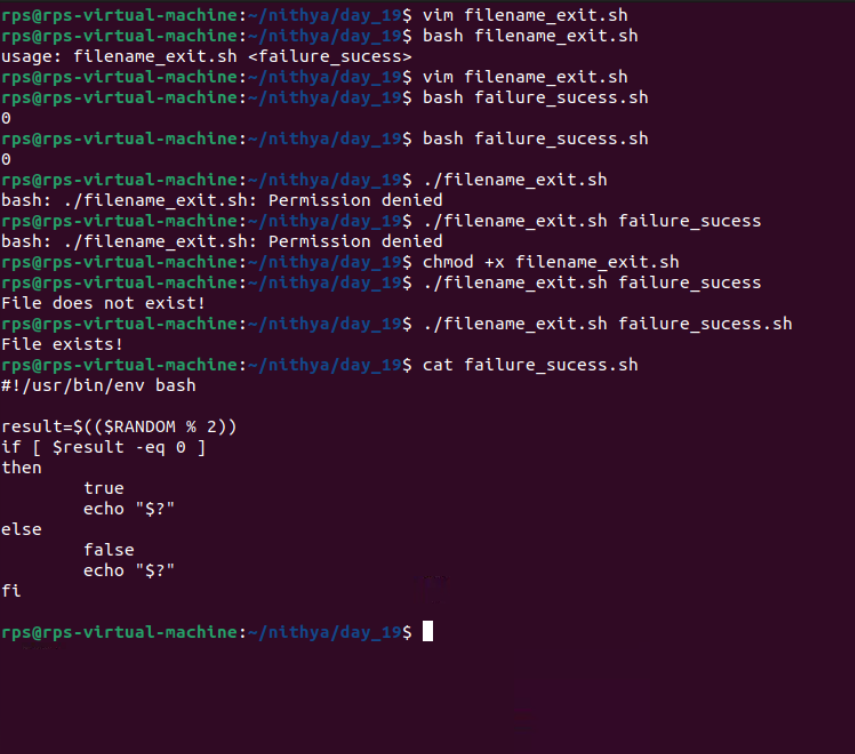 rps@rps-virtual-machine:~/nithya/day_19$ vim filename_exit.sh
rps@rps-virtual-machine:~/nithya/day_19$ bash filename_exit.sh
usage: filename_exit.sh <failure_sucess>
rps@rps-virtual-machine:~/nithya/day_19$ vim filename_exit.sh
rps@rps-virtual-machine:~/nithya/day_19$ bash failure_sucess.sh
0
rps@rps-virtual-machine:~/nithya/day_19$ bash failure_sucess.sh
0
rps@rps-virtual-machine:~/nithya/day_19$ ./filename_exit.sh
bash: ./filename_exit.sh: Permission denied
rps@rps-virtual-machine:~/nithya/day_19$ ./filename_exit.sh failure_sucess
bash: ./filename_exit.sh: Permission denied
rps@rps-virtual-machine:~/nithya/day_19$ chmod +x filename_exit.sh
rps@rps-virtual-machine:~/nithya/day_19$ ./filename_exit.sh failure_sucess
File does not exist!
rps@rps-virtual-machine:~/nithya/day_19$ ./filename_exit.sh failure_sucess.sh
File exists!
rps@rps-virtual-machine:~/nithya/day_19$ cat failure_sucess.sh
#!/usr/bin/env bash

result=$(($RANDOM % 2))
if [ $result -eq 0 ]
then
        true
        echo "$?"
else
        false
        echo "$?"
fi

rps@rps-virtual-machine:~/nithya/day_19$